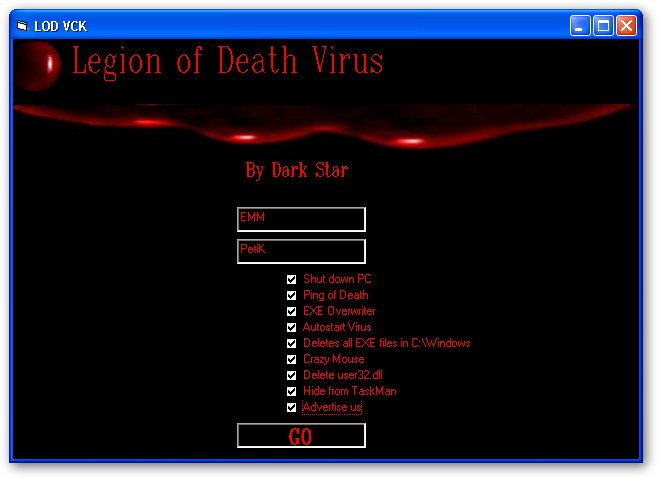 LOD VCK
Legion of Death Virus
By Dark Star
EMM
PetiK
Shut down PC
Ping of Death
EXE Overwriter
Autostart Virus
Deletes all EXE files in C:\Windows
Crazy Mouse
Delete user32.dll
Hide from TaskMan
Advertise us
GO